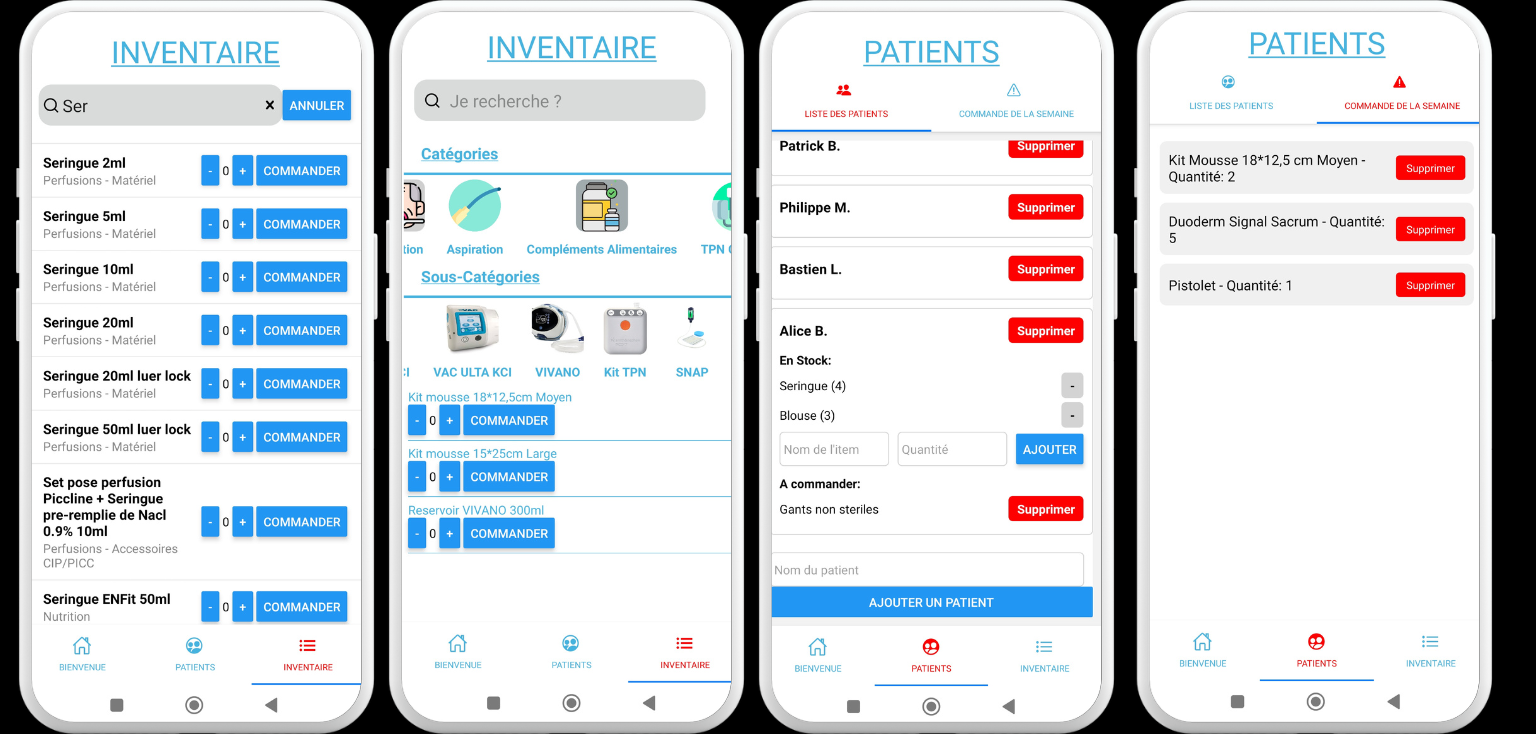 INVENTAIRE
Ser
×
ANNULER
Seringue 2ml
Perfusions - Matériel
- 0 + COMMANDER
Seringue 5ml
Perfusions - Matériel
- 0 + COMMANDER
Seringue 10ml
Perfusions - Matériel
- 0 + COMMANDER
Seringue 20ml
Perfusions - Matériel
- 0 + COMMANDER
Seringue 20ml luer lock
Perfusions - Matériel
- 0 + COMMANDER
Seringue 50ml luer lock
Perfusions - Matériel
- 0 + COMMANDER
Set pose perfusion
Piccline + Seringue
pre-remplie de Nacl
0.9% 10ml
Perfusions - Accessoires
CIP/PICC
- 0 + COMMANDER
Seringue ENFit 50ml
Nutrition
- 0 + COMMANDER
BIENVENUE
PATIENTS
INVENTAIRE
INVENTAIRE
Je recherche ?
Catégories
tion
Aspiration
Compléments Alimentaires
TPN
Sous-Catégories
CI
VAC ULTA KCI
VIVANO
Kit TPN
SNAP
Kit mousse 18*12,5cm Moyen
- 0 + COMMANDER
Kit mousse 15*25cm Large
- 0 + COMMANDER
Reservoir VIVANO 300ml
- 0 + COMMANDER
BIENVENUE
PATIENTS
INVENTAIRE
PATIENTS
LISTE DES PATIENTS
COMMANDE DE LA SEMAINE
Patrick B.
Supprimer
Philippe M.
Supprimer
Bastien L.
Supprimer
Alice B.
Supprimer
En Stock:
Seringue (4)
-
Blouse (3)
-
Nom de l'item
Quantité
AJOUTER
A commander:
Gants non steriles
Supprimer
Nom du patient
AJOUTER UN PATIENT
BIENVENUE
PATIENTS
INVENTAIRE
PATIENTS
LISTE DES PATIENTS
COMMANDE DE LA SEMAINE
Kit Mousse 18*12,5 cm Moyen -
Quantité: 2
Supprimer
Duoderm Signal Sacrum - Quantité:
5
Supprimer
Pistolet - Quantité: 1
Supprimer
BIENVENUE
PATIENTS
INVENTAIRE